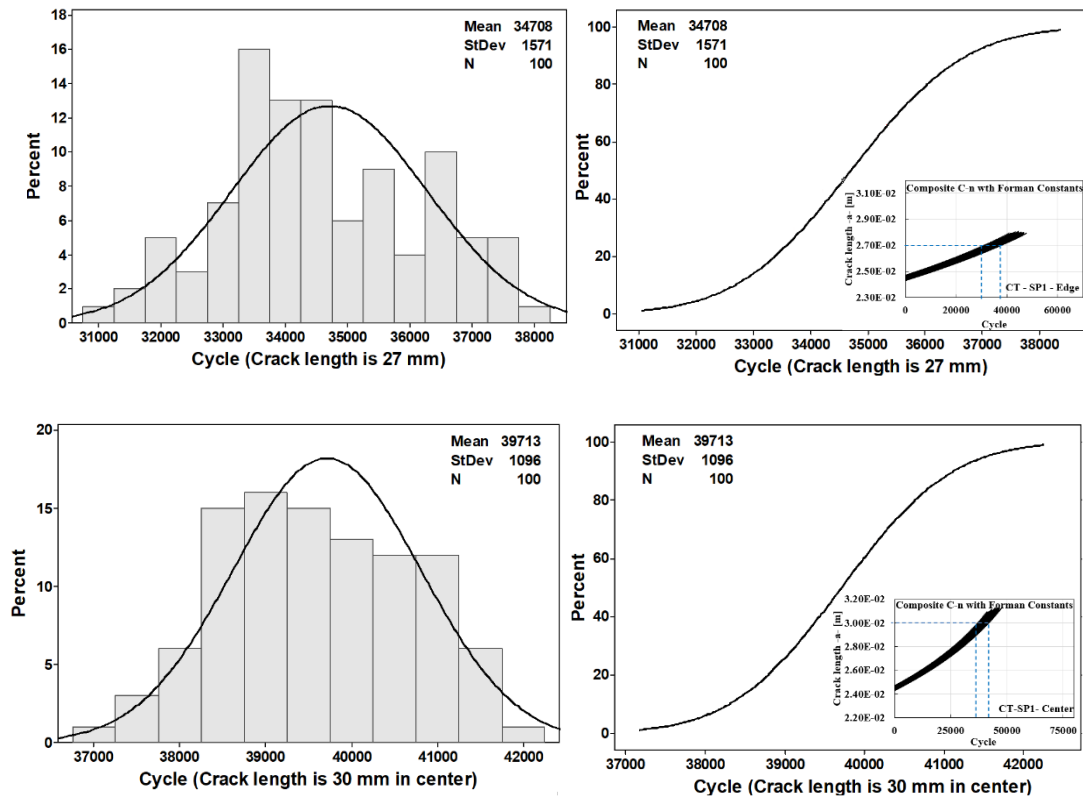 18
16
14
12
10
8
6
4
2
0
Percent
Mean 34708
StDev 1571
N 100
31000 32000 33000 34000 35000 36000 37000 38000
Cycle (Crack length is 27 mm)
100
80
60
40
20
0
Percent
Mean 34708
StDev 1571
N 100
31000 32000 33000 34000 35000 36000 37000 38000
Cycle (Crack length is 27 mm)
3.10E-02
2.90E-02
2.70E-02
2.50E-02
2.30E-02
Crack length -a- [m]
Composite C-n wth Forman Constants
CT - SP1 - Edge
0 20000 40000 60000
Cycle
20
15
10
5
0
Percent
Mean 39713
StDev 1096
N 100
37000 38000 39000 40000 41000 42000
Cycle (Crack length is 30 mm in center)
100
80
60
40
20
0
Percent
Mean 39713
StDev 1096
N 100
37000 38000 39000 40000 41000 42000
Cycle (Crack length is 30 mm in center)
3.20E-02
3.00E-02
2.80E-02
2.60E-02
2.40E-02
2.20E-02
Crack length -a- [m]
Composite C-n with Forman Constants
CT-SP1- Center
0 25000 50000 75000
Cycle